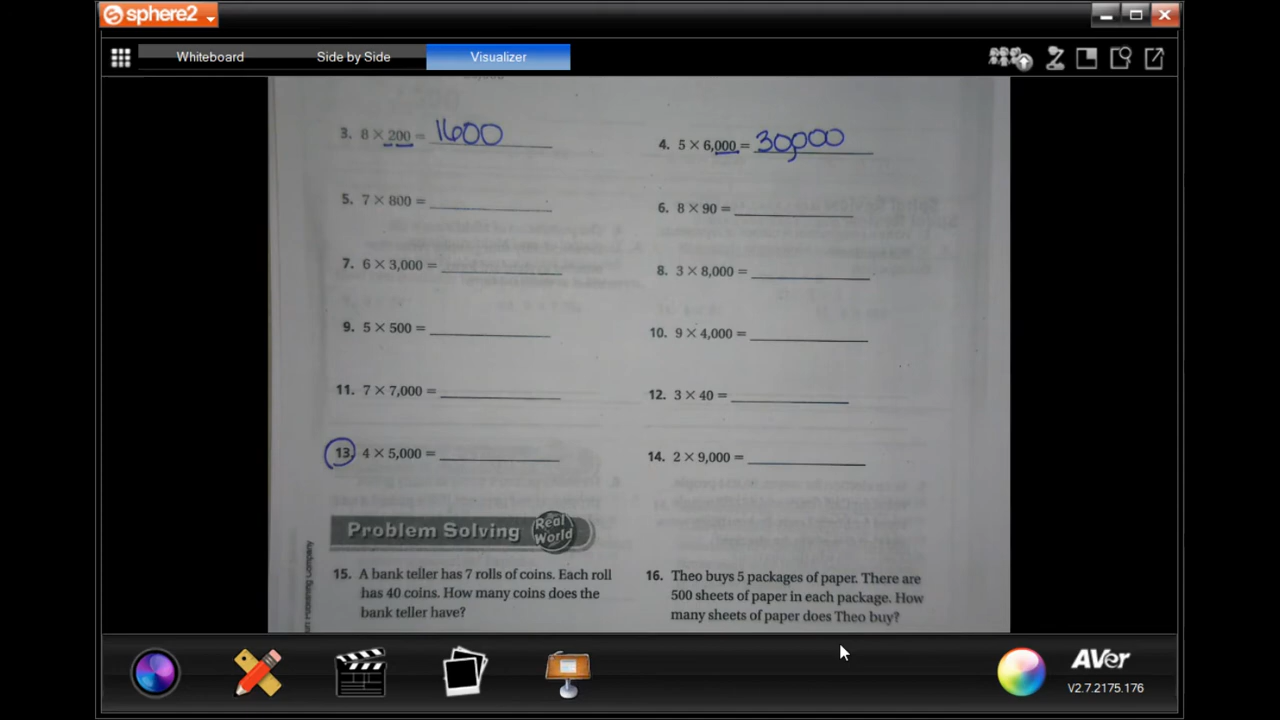 sphere2
Whiteboard
Side by Side
Visualizer
3. 8 × 200 = 1600
4. 5 × 6,000 = 30,000
5. 7 × 800 =
6. 8 × 90 =
7. 6 × 3,000 =
8. 3 × 8,000 =
9. 5 × 500 =
10. 9 × 4,000 =
11. 7 × 7,000 =
12. 3 × 40 =
13. 4 × 5,000 =
14. 2 × 9,000 =
Problem Solving Real
World
15. A bank teller has 7 rolls of coins. Each roll
has 40 coins. How many coins does the
bank teller have?
16. Theo buys 5 packages of paper. There are
500 sheets of paper in each package. How
many sheets of paper does Theo buy?
Publishing Company
AVer
V2.7.2175.176